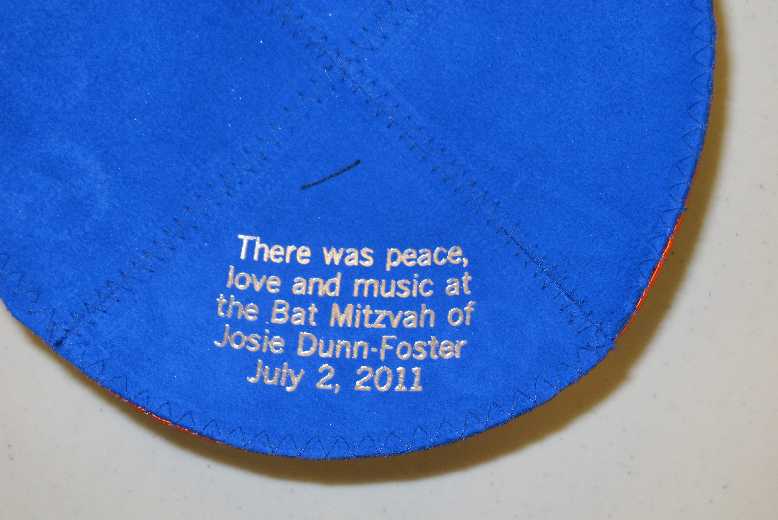 There was peace,
love and music at
the Bat Mitzvah of
Josie Dunn-Foster
July 2, 2011